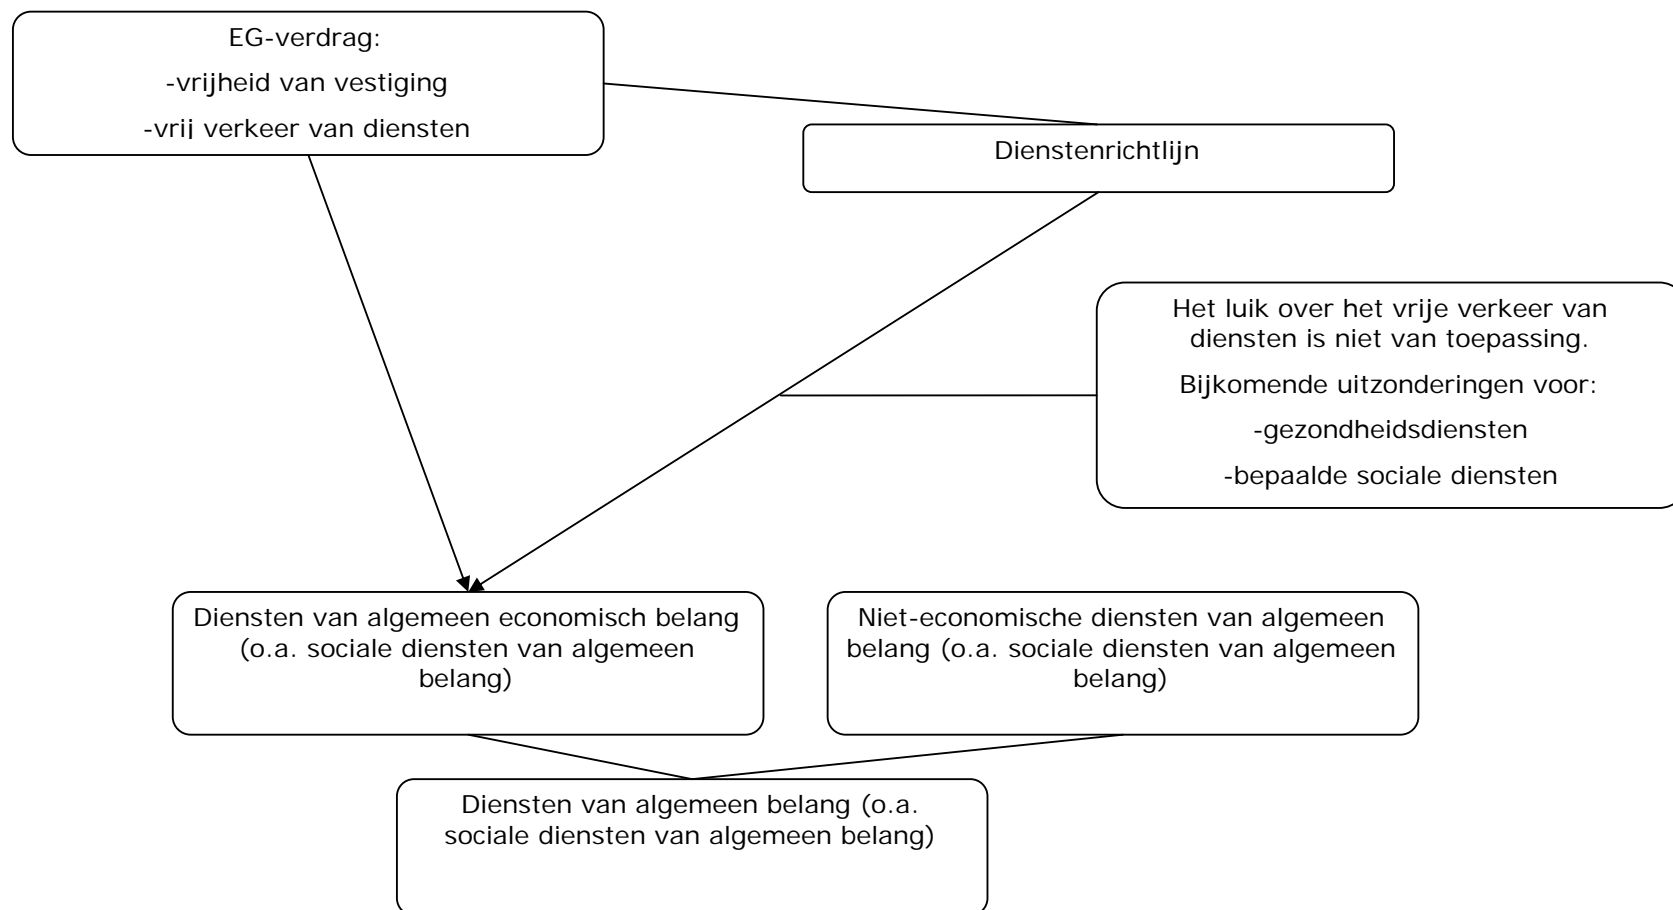 EG-verdrag:
-vrijheid van vestiging
-vrij verkeer van diensten
Dienstenrichtlijn
Het luik over het vrije verkeer van
diensten is niet van toepassing.
Bijkomende uitzonderingen voor:
-gezondheidsdiensten
-bepaalde sociale diensten
Diensten van algemeen economisch belang
(o.a. sociale diensten van algemeen
belang)
Niet-economische diensten van algemeen
belang (o.a. sociale diensten van algemeen
belang)
Diensten van algemeen belang (o.a.
sociale diensten van algemeen belang)